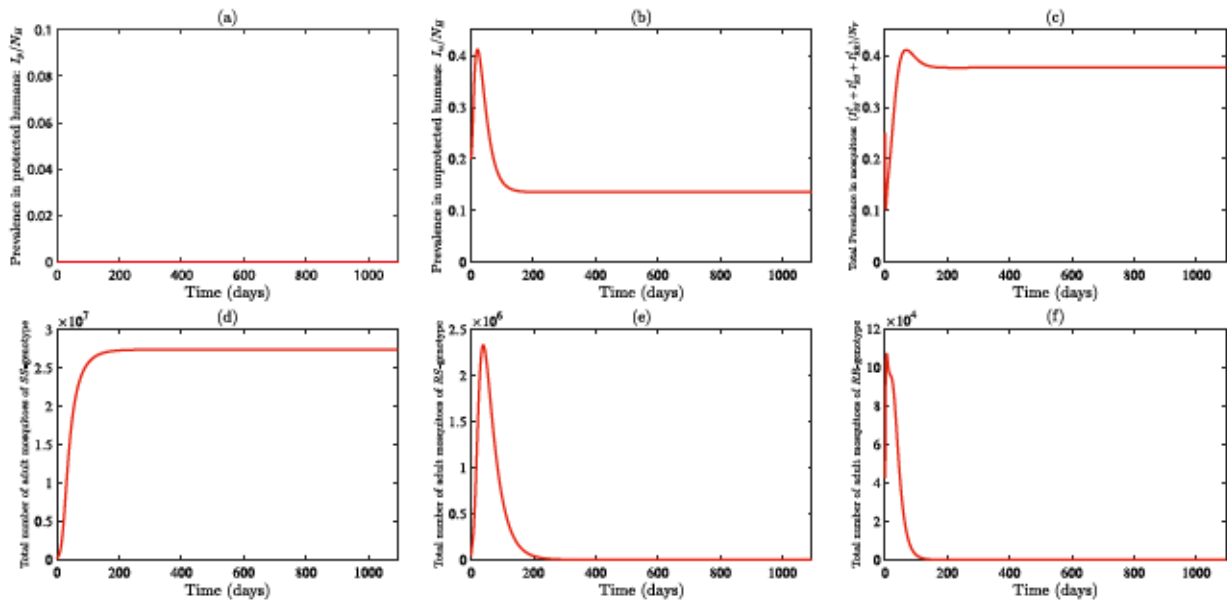 (a)
Prevalence in protected humans: I_p/N_H
0.1
0.08
0.06
0.04
0.02
0
0 200 400 600 800 1000
Time (days)
(b)
Prevalence in unprotected humans: I_u/N_H
0.4
0.3
0.2
0.1
0
0 200 400 600 800 1000
Time (days)
(c)
Total Prevalence in mosquitoes:
0.4
0.3
0.2
0.1
0
0 200 400 600 800 1000
Time (days)
(d)
×10^7
Total number of adult mosquitoes of SS-genotype
3
2.5
2
1.5
1
0.5
0
0 200 400 600 800 1000
Time (days)
(e)
×10^6
Total number of adult mosquitoes of RS-genotype
2.5
2
1.5
1
0.5
0
0 200 400 600 800 1000
Time (days)
(f)
×10^4
Total number of adult mosquitoes of RR-genotype
12
10
8
6
4
2
0
0 200 400 600 800 1000
Time (days)